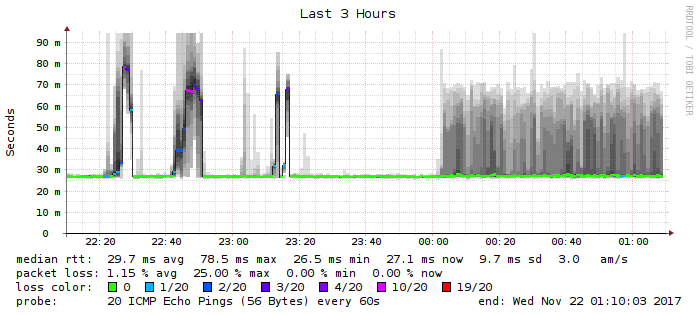 Last 3 Hours
RRDTOOL / TOBI OETIKER
Seconds
90 m
80 m
70 m
60 m
50 m
40 m
30 m
20 m
10 m
0
22:20 22:40 23:00 23:20 23:40 00:00 00:20 00:40 01:00
median rtt: 29.7 ms avg 78.5 ms max 26.5 ms min 27.1 ms now 9.7 ms sd 3.0 am/s
packet loss: 1.15 % avg 25.00 % max 0.00 % min 0.00 % now
loss color: 0 1/20 2/20 3/20 4/20 10/20 19/20
probe: 20 ICMP Echo Pings (56 Bytes) every 60s end: Wed Nov 22 01:10:03 2017